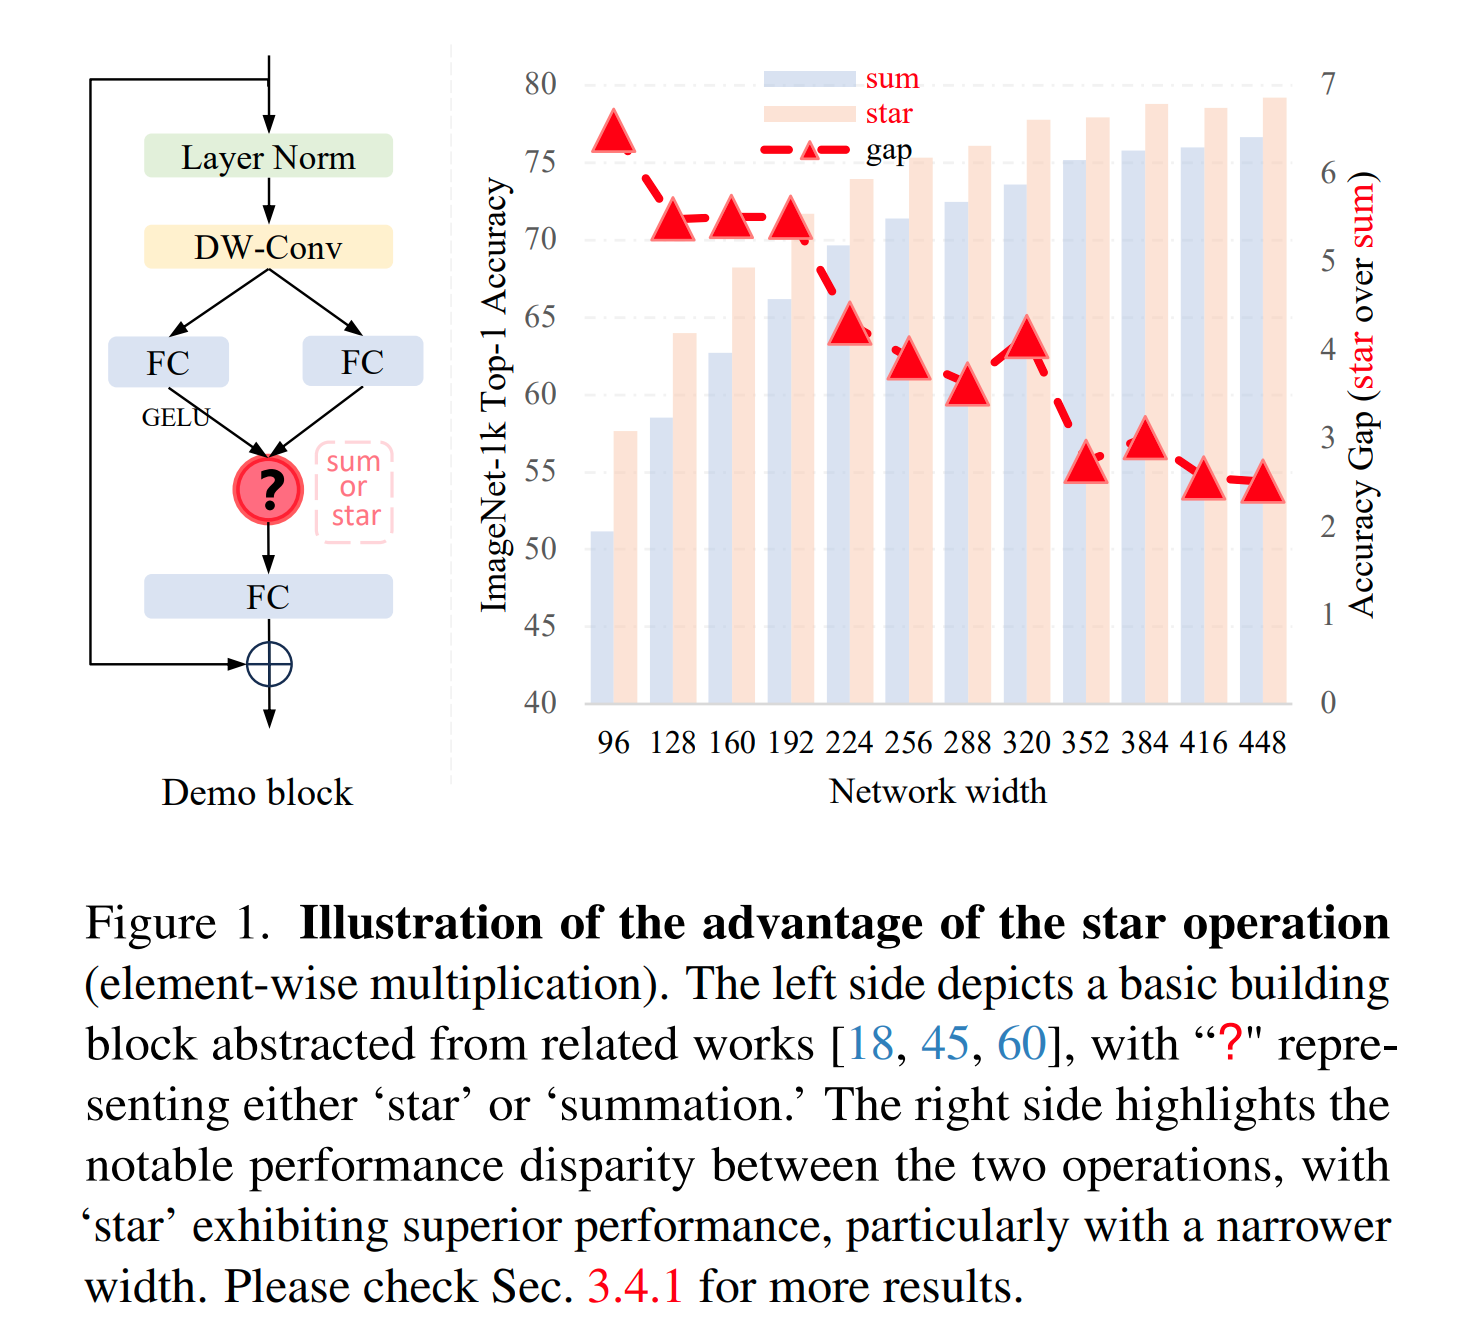 Layer Norm
DW-Conv
FC
FC
GELU
?
sum
or
star
FC
Demo block
ImageNet-1k Top-1 Accuracy
80
75
70
65
60
55
50
45
40
sum
star
gap
7
6
5
4
3
2
1
0
Accuracy Gap (star over sum)
96 128 160 192 224 256 288 320 352 384 416 448
Network width
Figure 1. Illustration of the advantage of the star operation
(element-wise multiplication). The left side depicts a basic building
block abstracted from related works [18, 45, 60], with “?" repre-
senting either ‘star’ or ‘summation.’ The right side highlights the
notable performance disparity between the two operations, with
‘star’ exhibiting superior performance, particularly with a narrower
width. Please check Sec. 3.4.1 for more results.